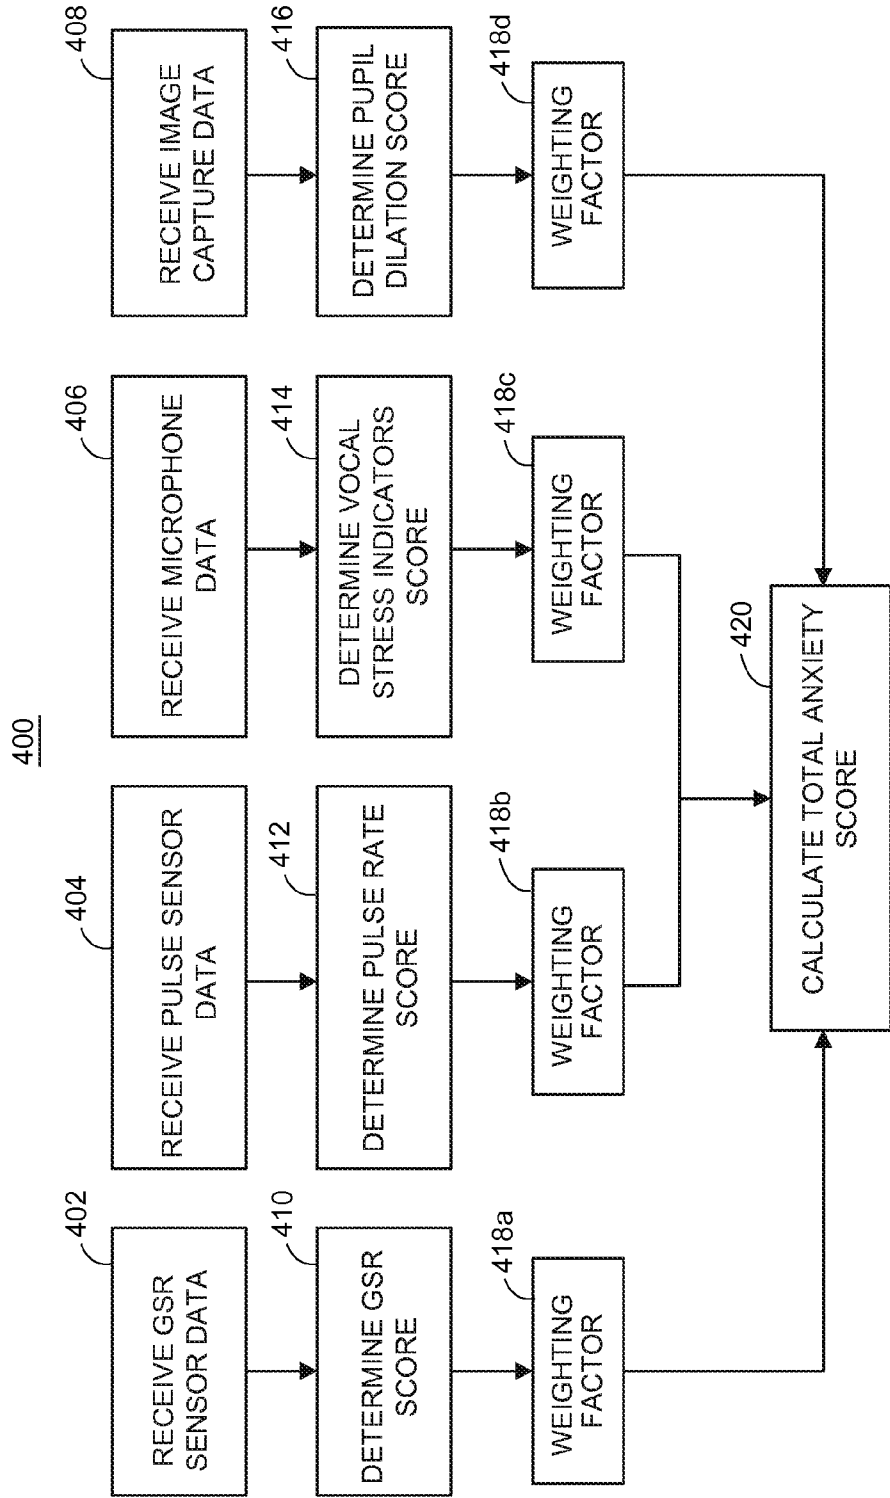 400
402
RECEIVE GSR
SENSOR DATA
404
RECEIVE PULSE SENSOR
DATA
406
RECEIVE MICROPHONE
DATA
408
RECEIVE IMAGE
CAPTURE DATA
410
DETERMINE GSR
SCORE
412
DETERMINE PULSE RATE
SCORE
414
DETERMINE VOCAL
STRESS INDICATORS
SCORE
416
DETERMINE PUPIL
DILATION SCORE
418a
WEIGHTING
FACTOR
418b
WEIGHTING
FACTOR
418c
WEIGHTING
FACTOR
418d
WEIGHTING
FACTOR
420
CALCULATE TOTAL ANXIETY
SCORE